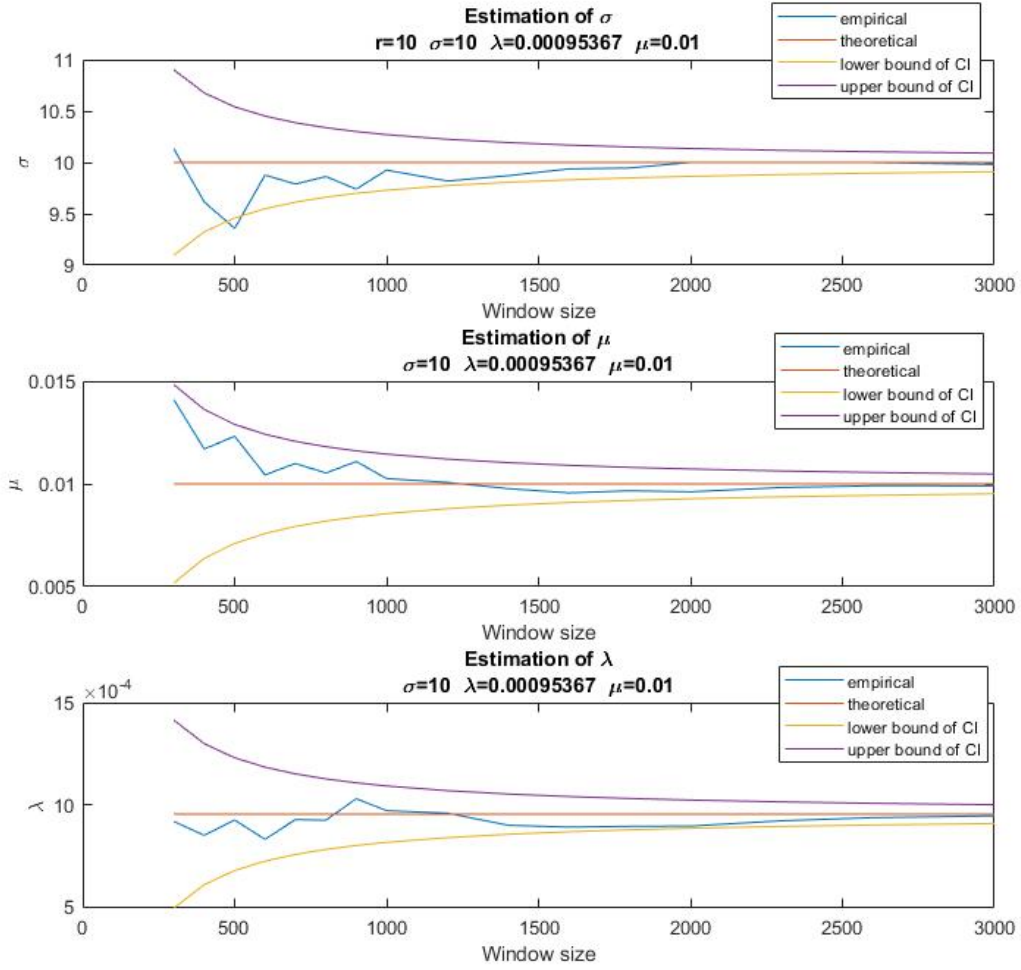 Estimation of σ
r=10 σ=10 λ=0.00095367 μ=0.01
empirical
theoretical
lower bound of CI
upper bound of CI
11
10.5
10
9.5
9
σ
0 500 1000 1500 2000 2500 3000
Window size
Estimation of μ
σ=10 λ=0.00095367 μ=0.01
empirical
theoretical
lower bound of CI
upper bound of CI
0.015
0.01
0.005
μ
0 500 1000 1500 2000 2500 3000
Window size
Estimation of λ
σ=10 λ=0.00095367 μ=0.01
empirical
theoretical
lower bound of CI
upper bound of CI
×10⁻⁴
15
10
5
λ
0 500 1000 1500 2000 2500 3000
Window size